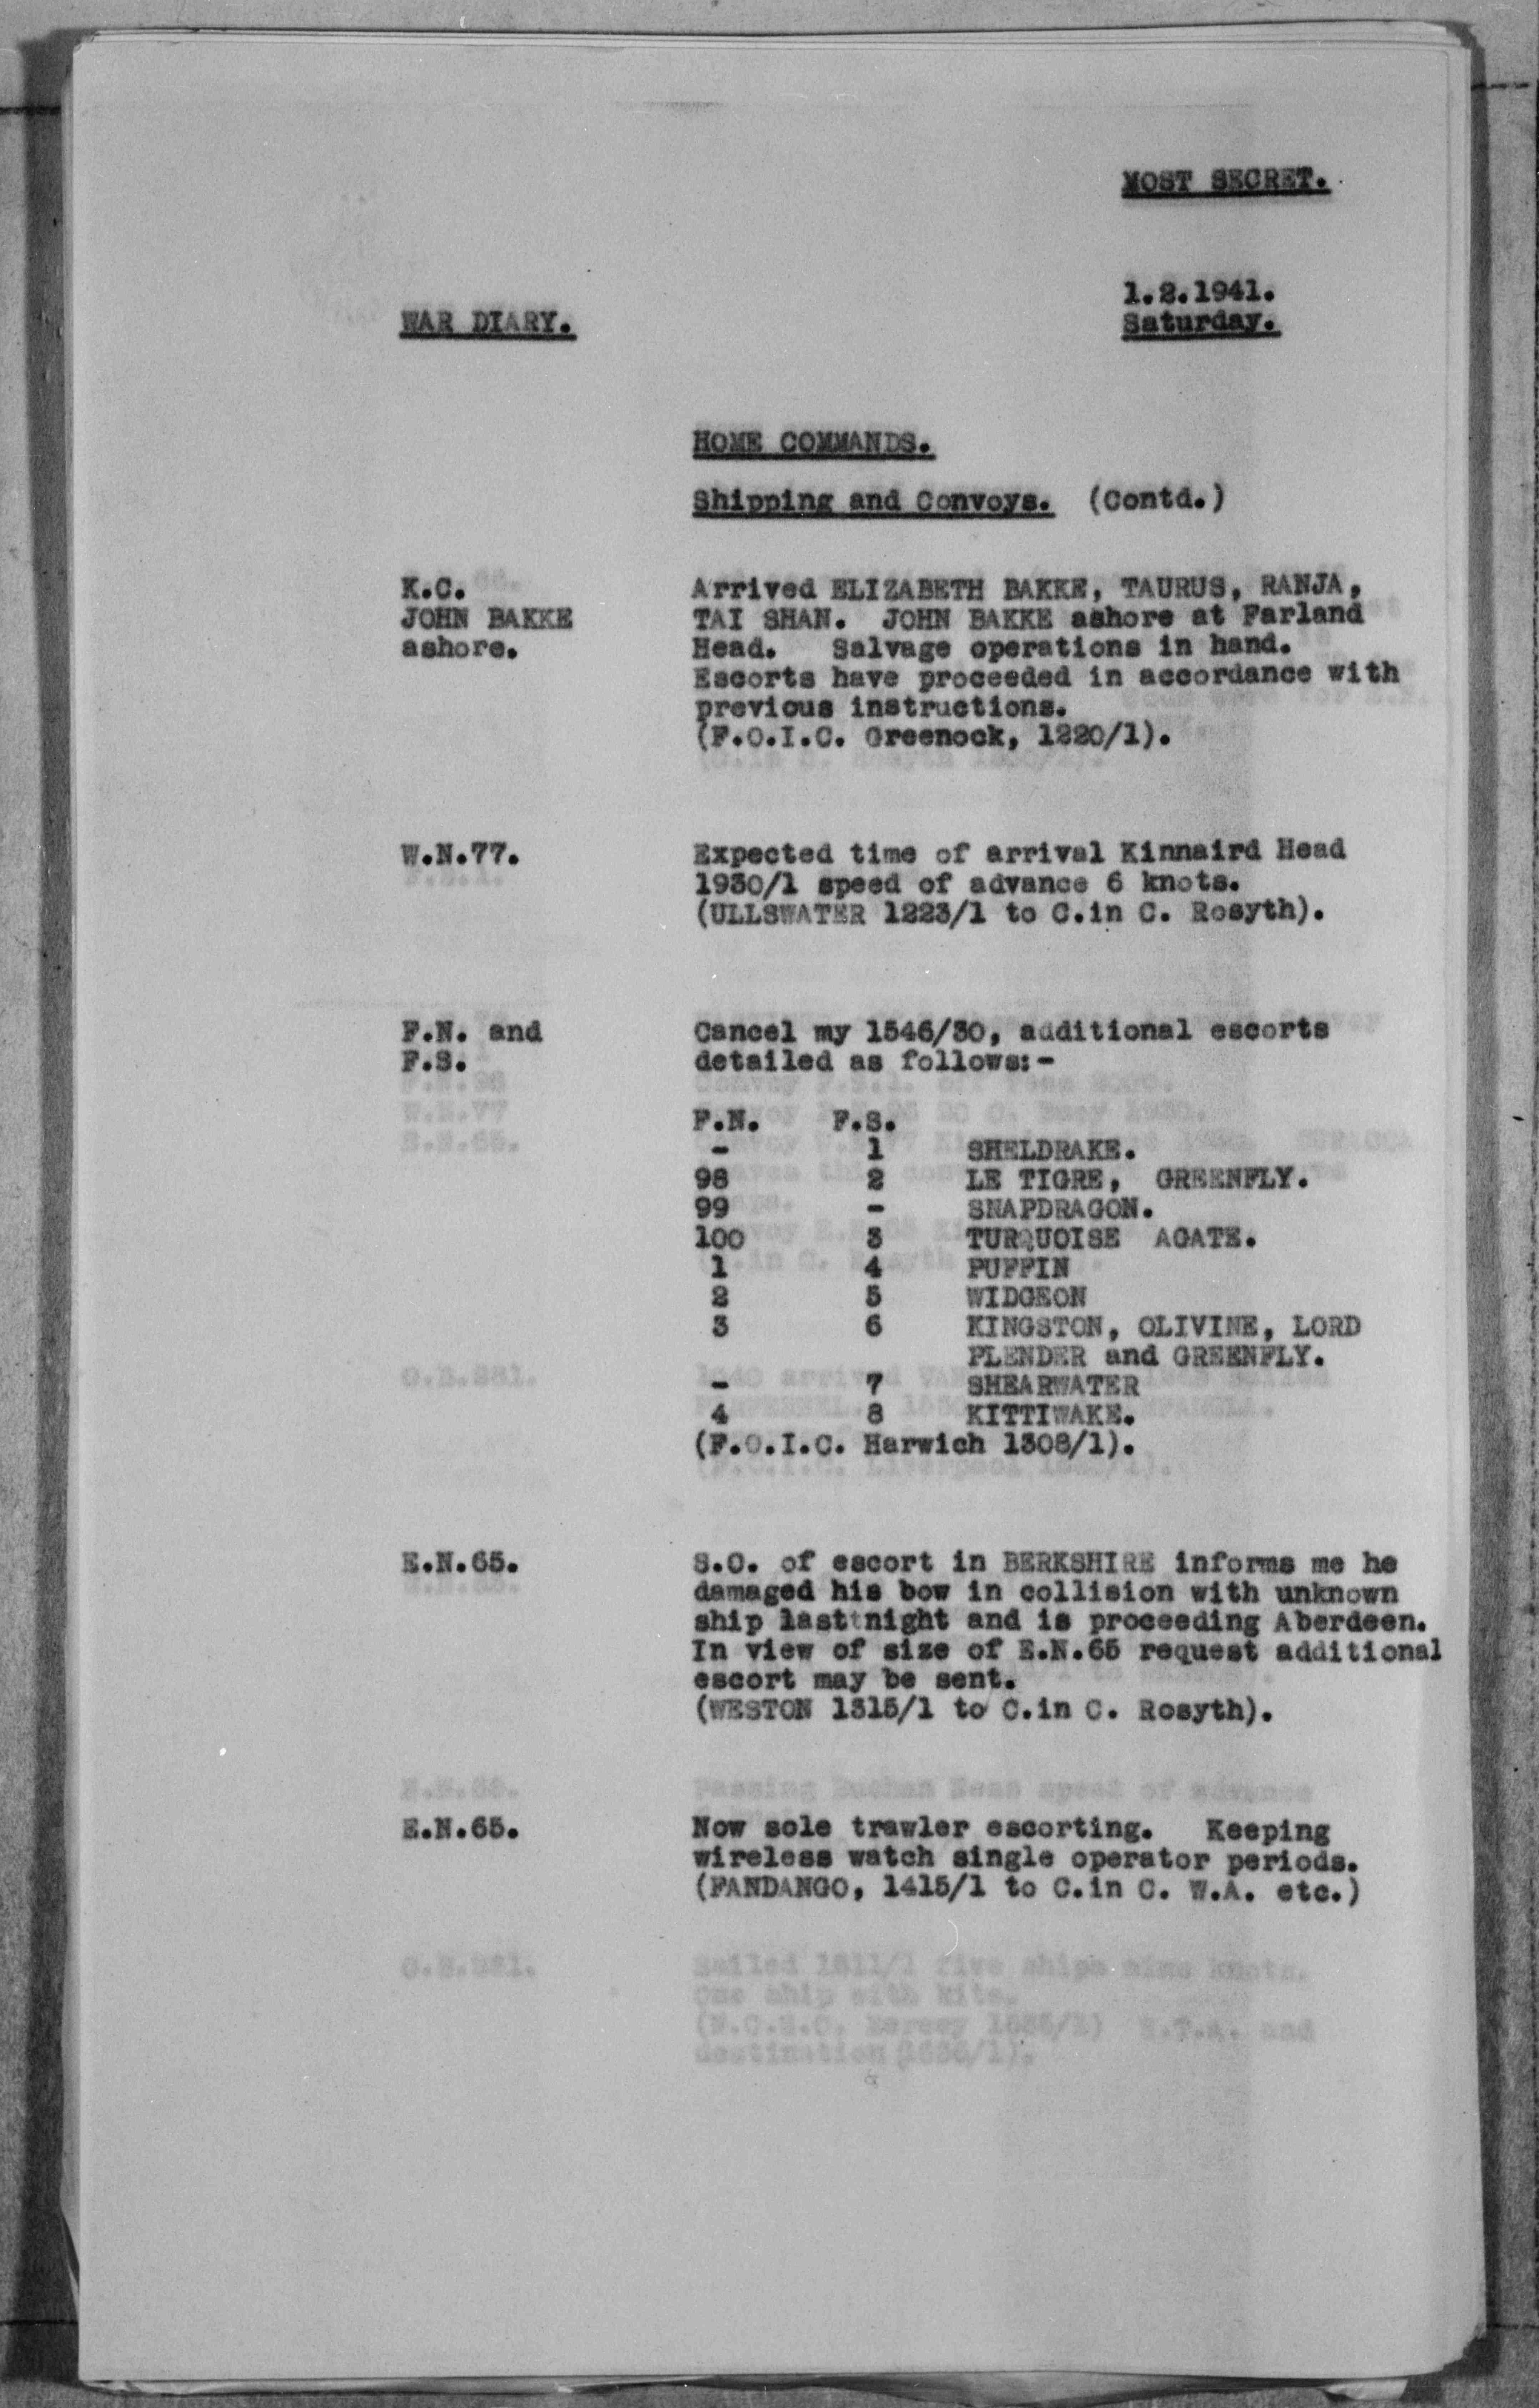 MOST SECRET.
1.2.1941.
WAR DIARY. Saturday.
HOME COMMANDS.
Shipping and Convoys. (Contd.)
K.C. Arrived ELIZABETH BAKKE, TAURUS, RANJA,
JOHN BAKKE TAI SHAN. JOHN BAKKE ashore at Farland
ashore. Head. Salvage operations in hand.
Escorts have proceeded in accordance with
previous instructions.
(F.O.I.C. Greenock, 1220/1).
W.N.77. Expected time of arrival Kinnaird Head
1930/1 speed of advance 6 knots.
(ULLSWATER 1223/1 to C.in C. Rosyth).
F.N. and Cancel my 1546/30, additional escorts
F.S. detailed as follows:-
F.N. F.S.
- 1 SHELDRAKE.
98 2 LE TIGRE, GREENFLY.
99 - SNAPDRAGON.
100 3 TURQUOISE AGATE.
1 4 PUFFIN
2 5 WIDGEON
3 6 KINGSTON, OLIVINE, LORD
PLENDER and GREENFLY.
- 7 SHEARWATER
4 8 KITTIWAKE.
(F.O.I.C. Harwich 1308/1).
E.N.65. S.O. of escort in BERKSHIRE informs me he
damaged his bow in collision with unknown
ship lasttnight and is proceeding Aberdeen.
In view of size of E.N.65 request additional
escort may be sent.
(WESTON 1315/1 to C.in C. Rosyth).
E.N.65. Now sole trawler escorting. Keeping
wireless watch single operator periods.
(FANDANGO, 1415/1 to C.in C. W.A. etc.)